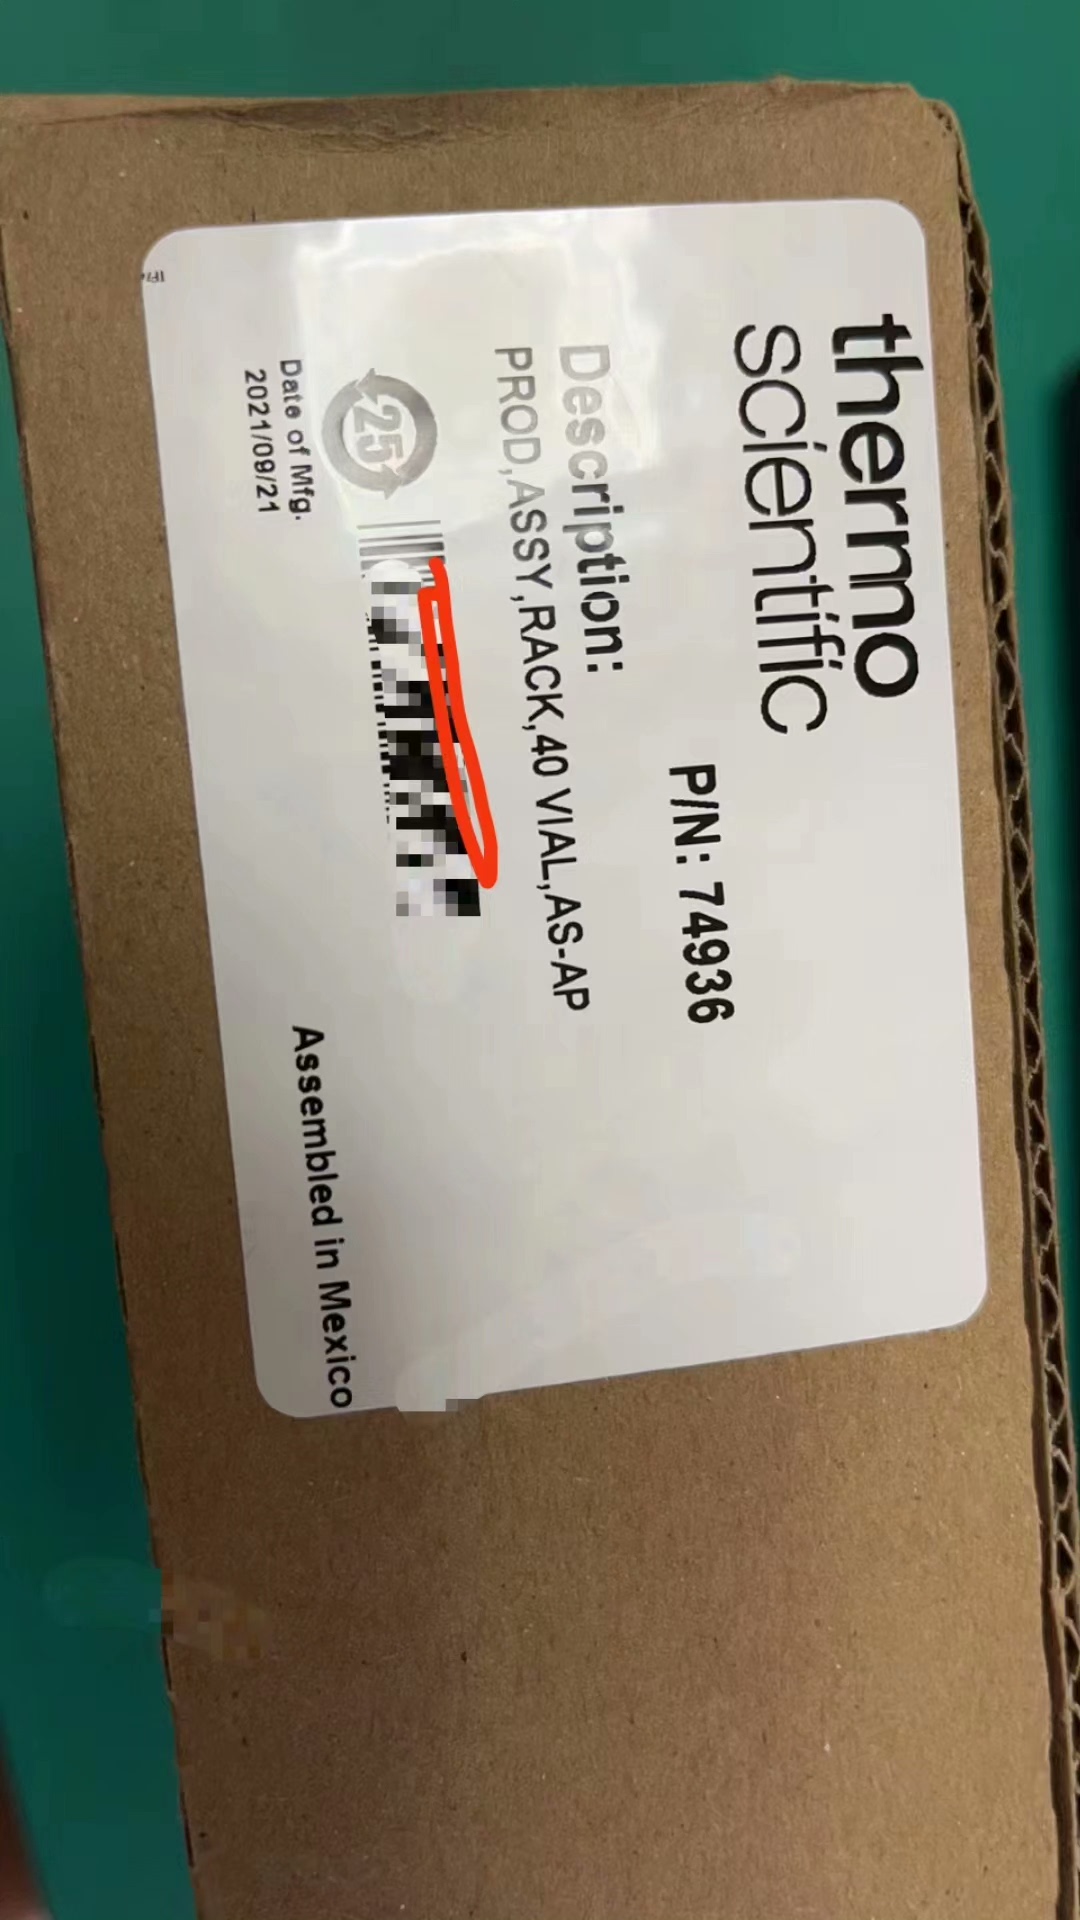 thermo
scientific
P/N: 74936
Description:
PROD,ASSY,RACK,40 VIAL,AS-AP
25
Date of Mfg.
2021/09/21
Assembled in Mexico